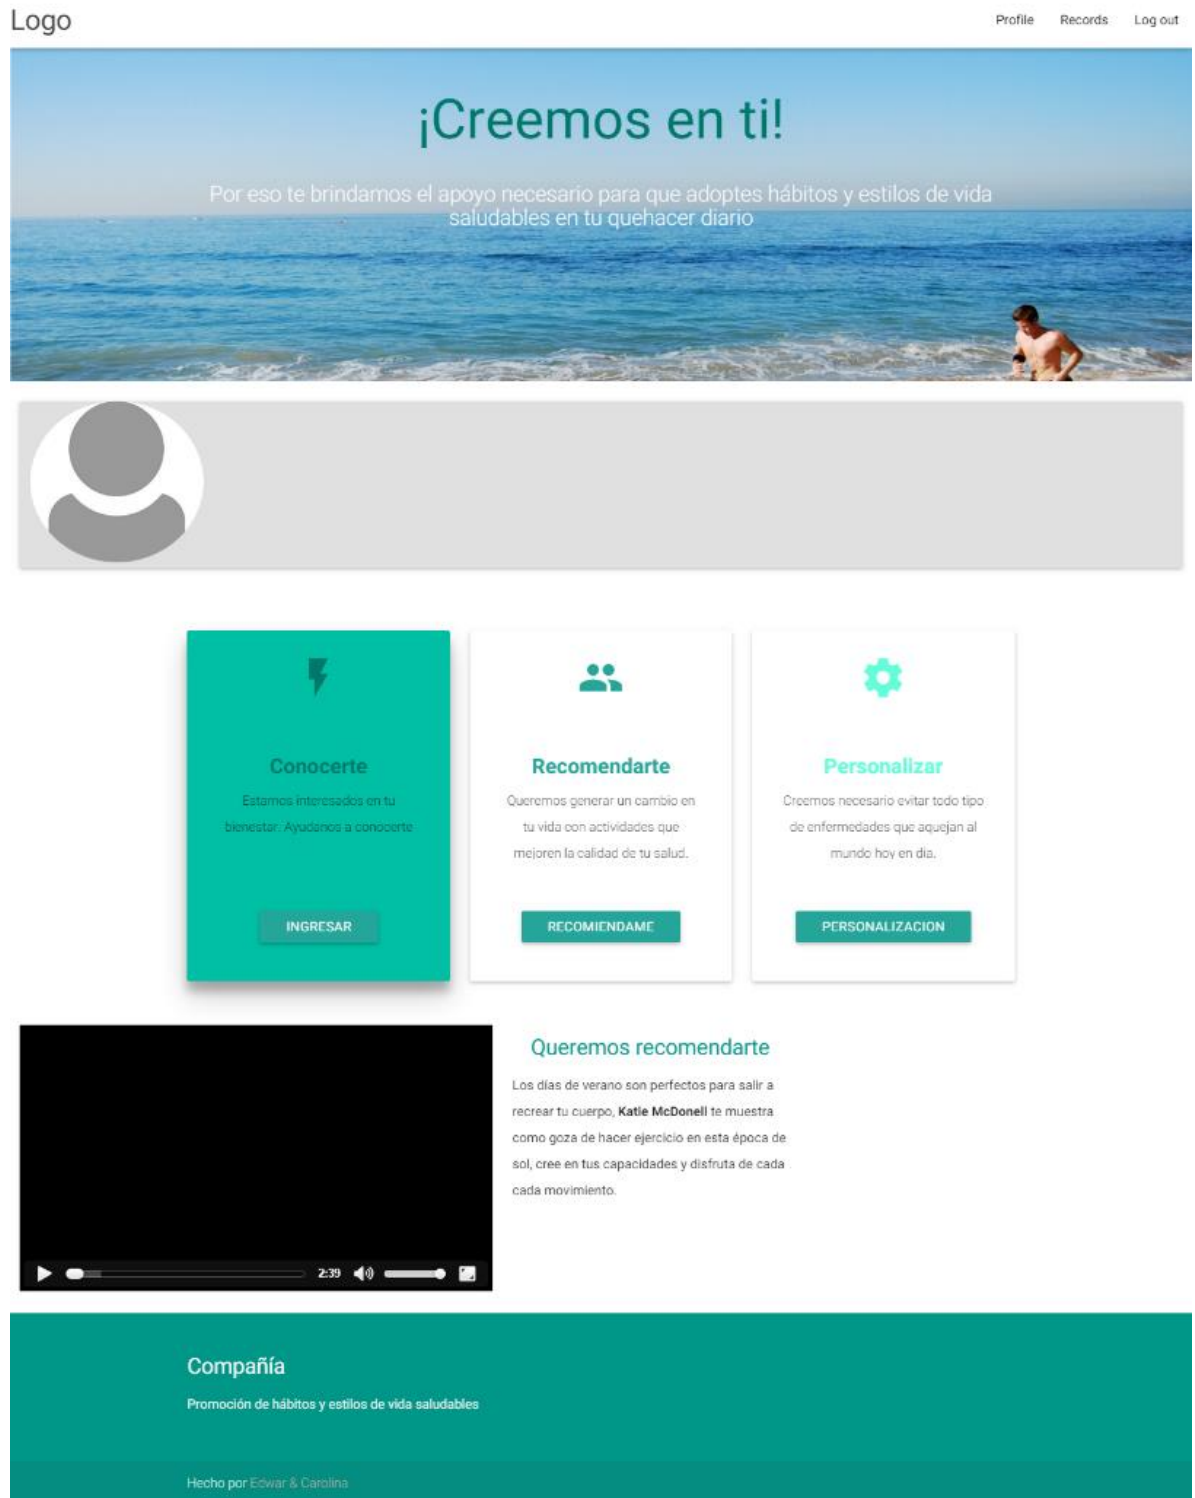 Logo
Profile Records Log out
¡Creemos en ti!
Por eso te brindamos el apoyo necesario para que adoptes hábitos y estilos de vida
saludables en tu quehacer diario
Conocerte
Estamos interesados en tu
bienestar. Ayudanos a conocerte
INGRESAR
Recomendarte
Queremos generar un cambio en
tu vida con actividades que
mejoren la calidad de tu salud.
RECOMIENDAME
Personalizar
Creemos necesario evitar todo tipo
de enfermedades que aquejan al
mundo hoy en día.
PERSONALIZACION
2:39
Queremos recomendarte
Los días de verano son perfectos para salir a
recrear tu cuerpo, Katie McDonell te muestra
como goza de hacer ejercicio en esta época de
sol, cree en tus capacidades y disfruta de cada
cada movimiento.
Compañía
Promoción de hábitos y estilos de vida saludables
Hecho por Edwar & Carolina